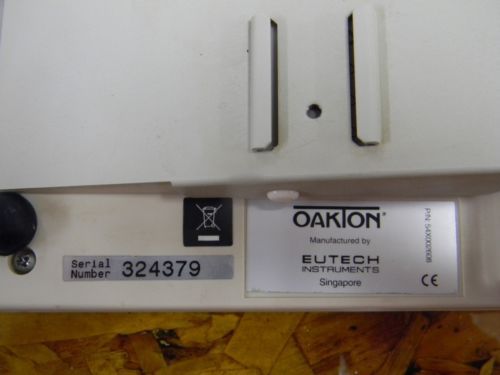 Serial
Number 324379
OAKTON®
Manufactured by
EUTECH
INSTRUMENTS
Singapore
CE